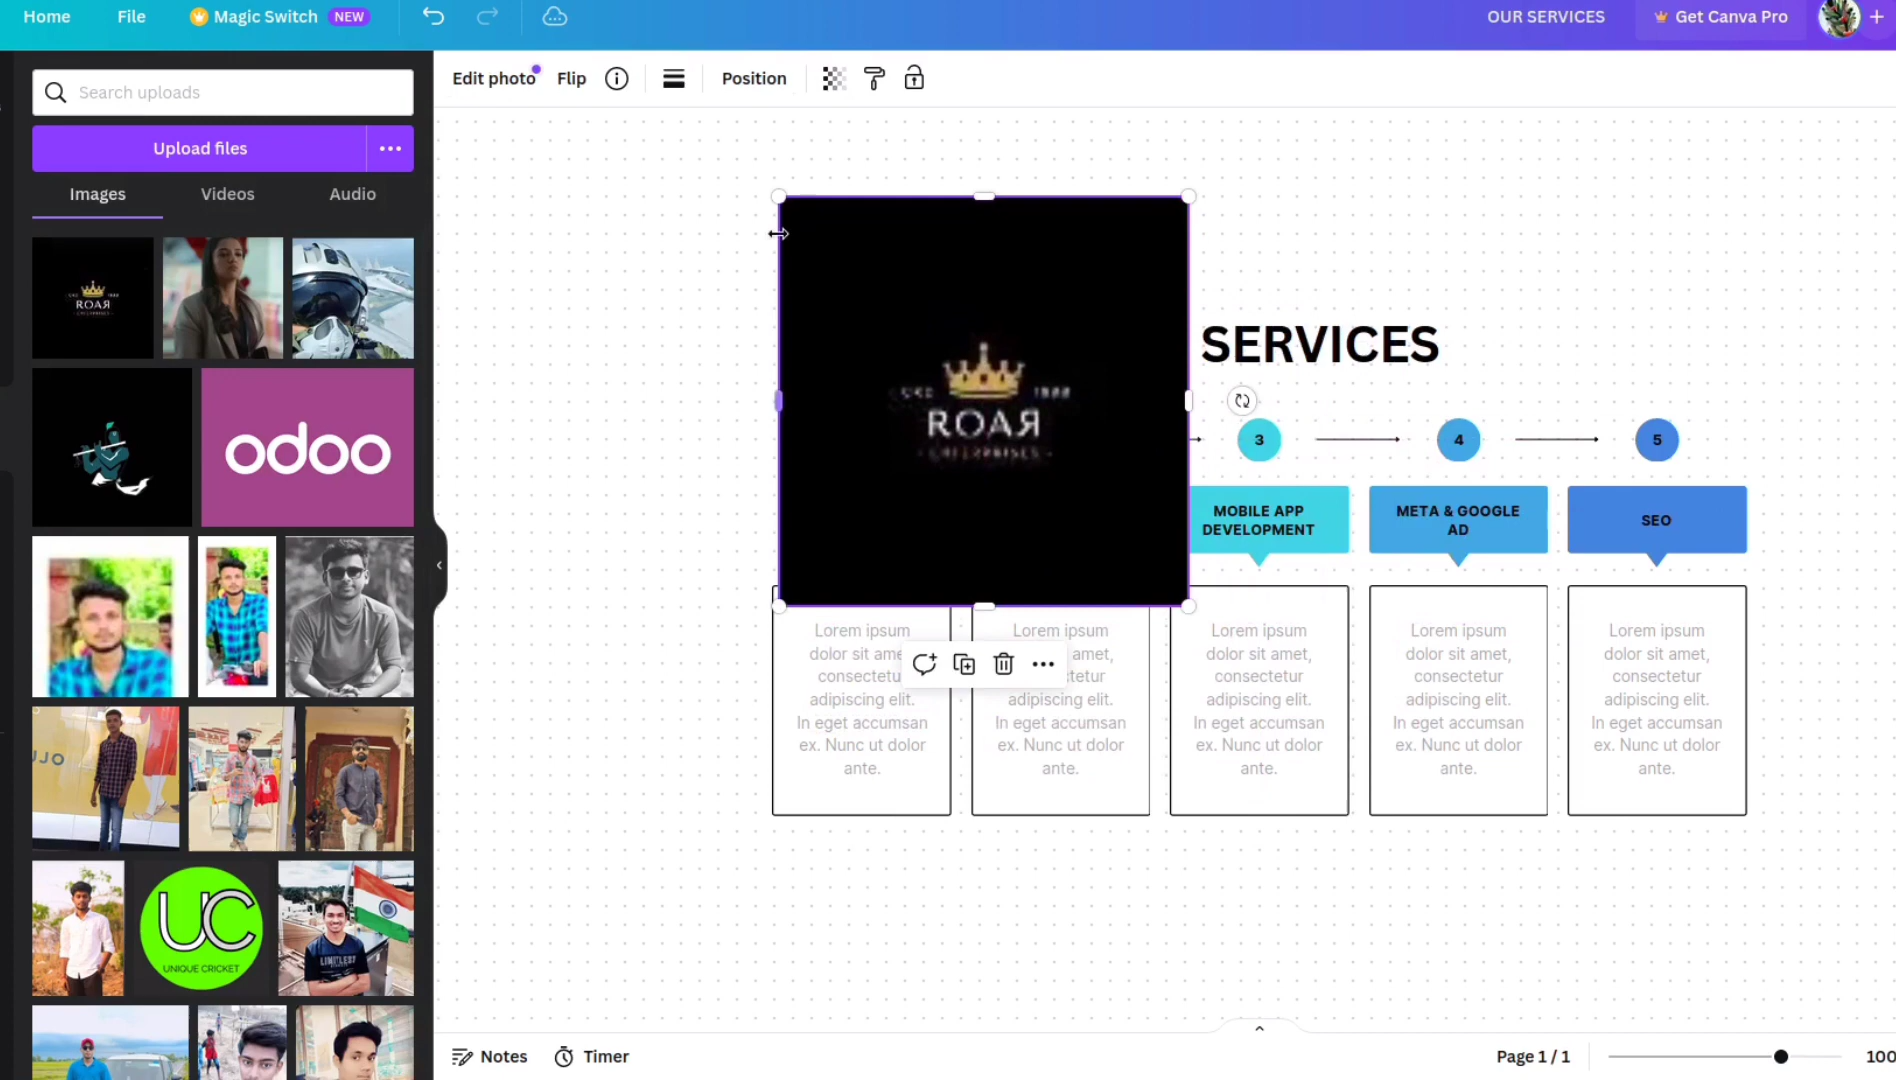 Home
File
Magic Switch
NEW
OUR SERVICES
Get Canva Pro
Search uploads
Edit photo
Flip
Position
Upload files
Images
Videos
Audio
ROAЯ
odoo
UC
UNIQUE CRICKET
LIMITLESS
ROAЯ
SERVICES
3
4
5
MOBILE APP
DEVELOPMENT
META & GOOGLE
AD
SEO
Lorem ipsum
dolor sit ame
consectetu
adipiscing elit.
In eget accumsan
ex. Nunc ut dolor
ante.
Lorem ipsum
amet,
ctetur
adipiscing elit.
In eget accumsan
ex. Nunc ut dolor
ante.
Lorem ipsum
dolor sit amet,
consectetur
adipiscing elit.
In eget accumsan
ex. Nunc ut dolor
ante.
Lorem ipsum
dolor sit amet,
consectetur
adipiscing elit.
In eget accumsan
ex. Nunc ut dolor
ante.
Lorem ipsum
dolor sit amet,
consectetur
adipiscing elit.
In eget accumsan
ex. Nunc ut dolor
ante.
Notes
Timer
Page 1 / 1
100